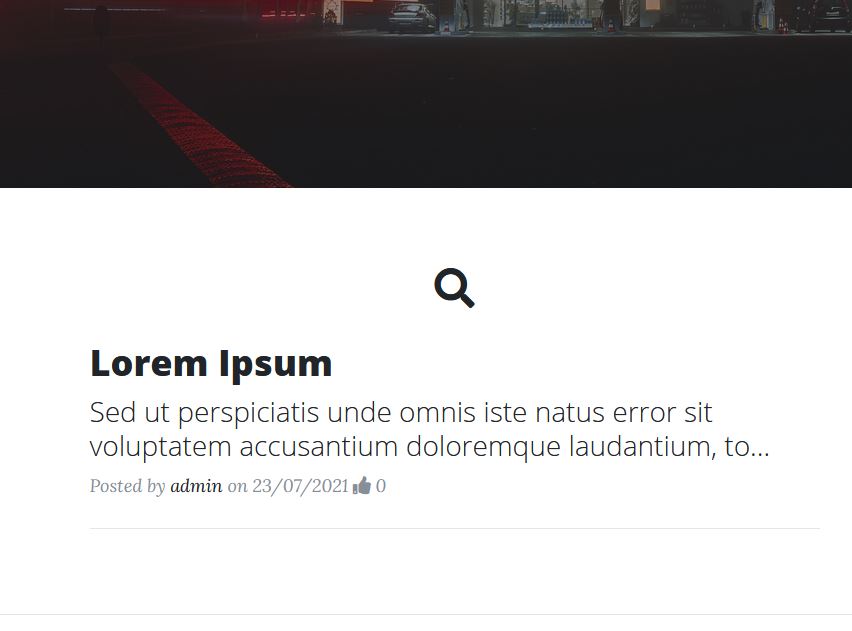 Lorem Ipsum
Sed ut perspiciatis unde omnis iste natus error sit
voluptatem accusantium doloremque laudantium, to...
Posted by admin on 23/07/2021 0